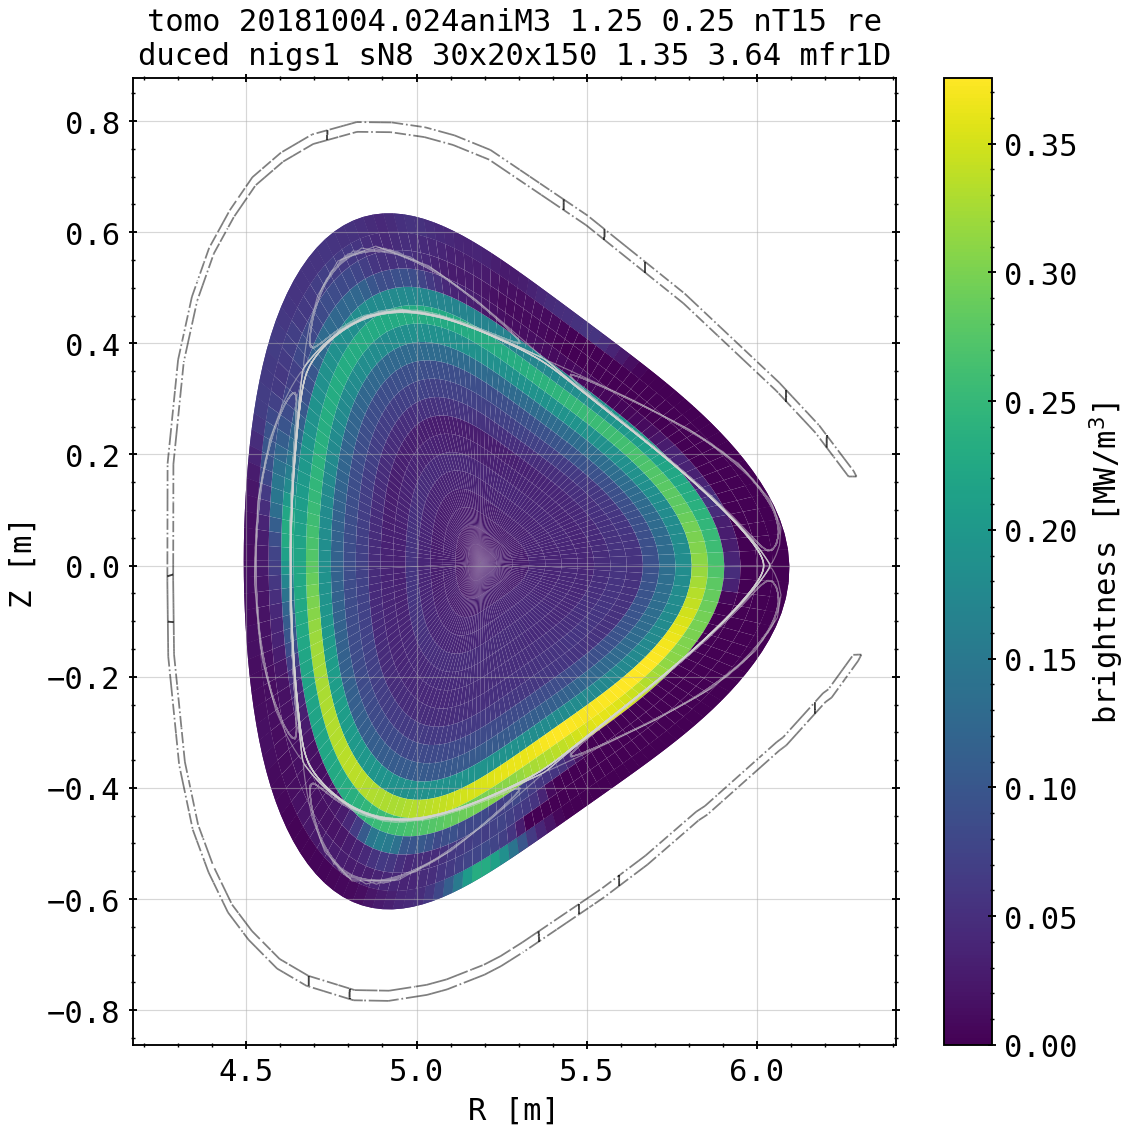 tomo 20181004.024aniM3 1.25 0.25 nT15 re
duced nigs1 sN8 30x20x150 1.35 3.64 mfr1D
0.8
0.6
0.4
0.2
0.0
−0.2
−0.4
−0.6
−0.8
Z [m]
4.5 5.0 5.5 6.0
R [m]
0.35
0.30
0.25
0.20
0.15
0.10
0.05
0.00
brightness [MW/m³]